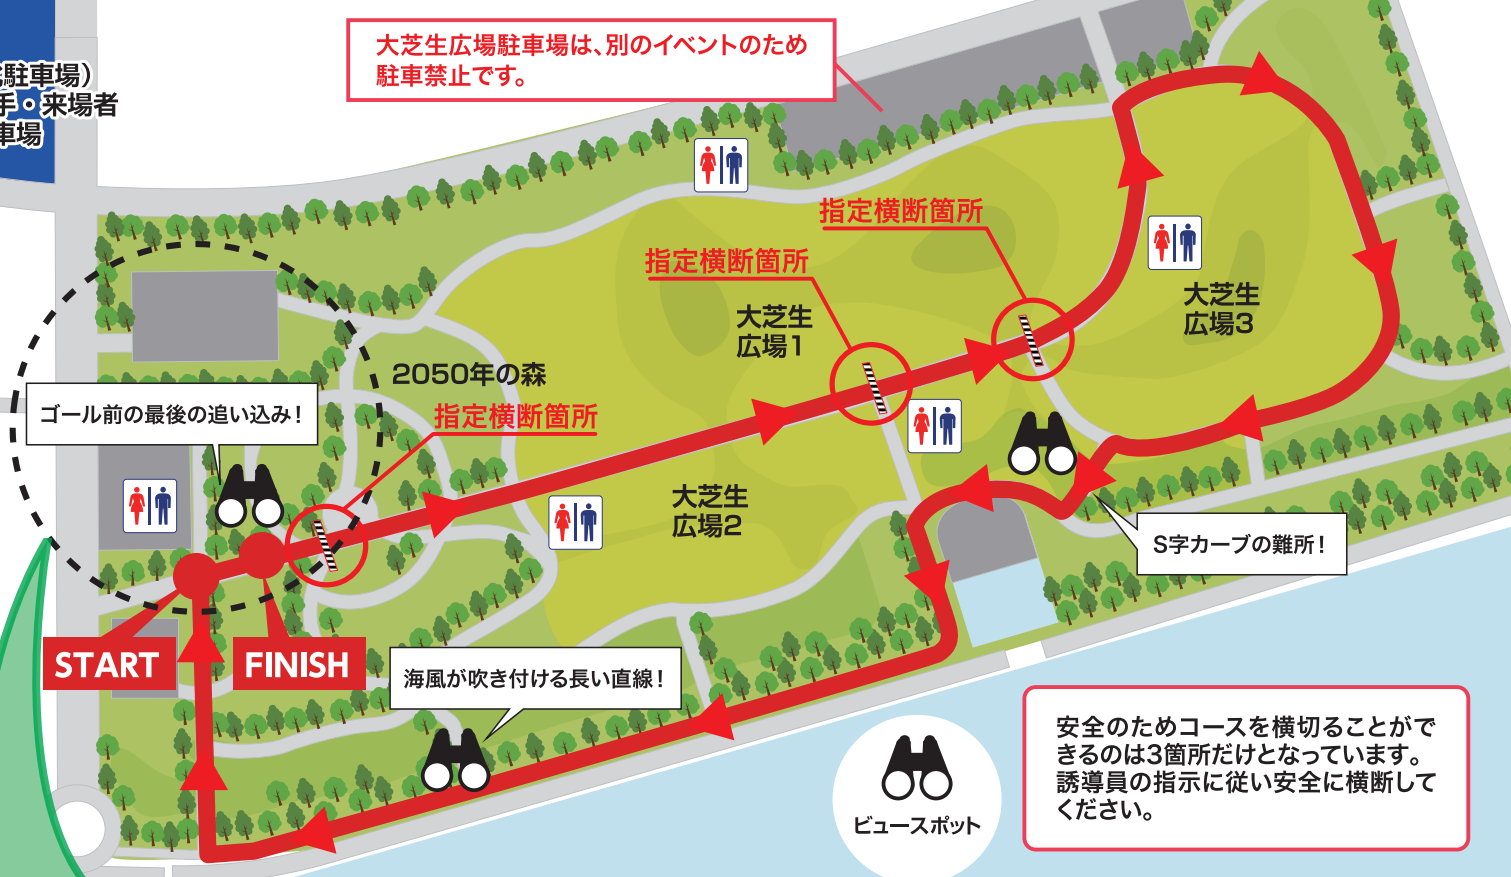 大芝生広場駐車場は、別のイベントのため
駐車禁止です。
駐車場）
手・来場者
車場
指定横断箇所
指定横断箇所
大芝生
広場1
大芝生
広場3
2050年の森
指定横断箇所
ゴール前の最後の追い込み！
大芝生
広場2
S字カーブの難所！
START
FINISH
海風が吹き付ける長い直線！
ビュースポット
安全のためコースを横切ることがで
きるのは3箇所だけとなっています。
誘導員の指示に従い安全に横断して
ください。